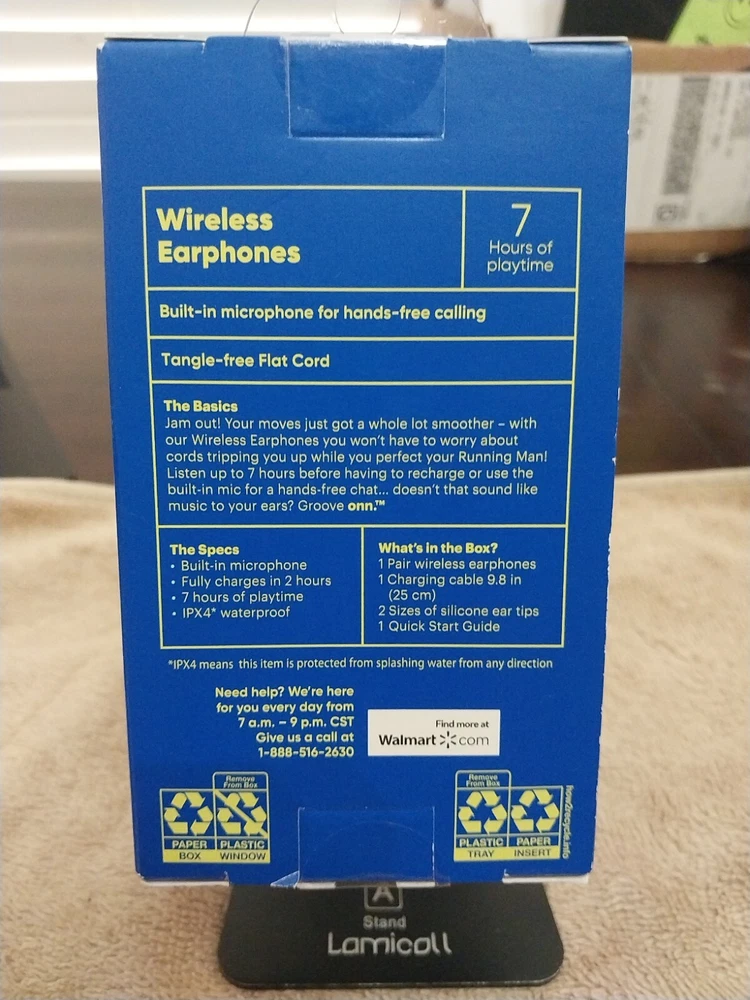 Wireless
Earphones
7
Hours of
playtime
Built-in microphone for hands-free calling
Tangle-free Flat Cord
The Basics
Jam out! Your moves just got a whole lot smoother – with
our Wireless Earphones you won't have to worry about
cords tripping you up while you perfect your Running Man!
Listen up to 7 hours before having to recharge or use the
built-in mic for a hands-free chat... doesn't that sound like
music to your ears? Groove onn.™
The Specs
• Built-in microphone
• Fully charges in 2 hours
• 7 hours of playtime
• IPX4* waterproof
What's in the Box?
1 Pair wireless earphones
1 Charging cable 9.8 in
(25 cm)
2 Sizes of silicone ear tips
1 Quick Start Guide
*IPX4 means this item is protected from splashing water from any direction
Need help? We're here
for you every day from
7 a.m. – 9 p.m. CST
Give us a call at
1-888-516-2630
Find more at
Walmart com
Remove
From Box
PAPER
BOX
PLASTIC
WINDOW
Remove
From Box
PLASTIC
TRAY
PAPER
INSERT
how2recycle.info
A
Stand
Lamicall